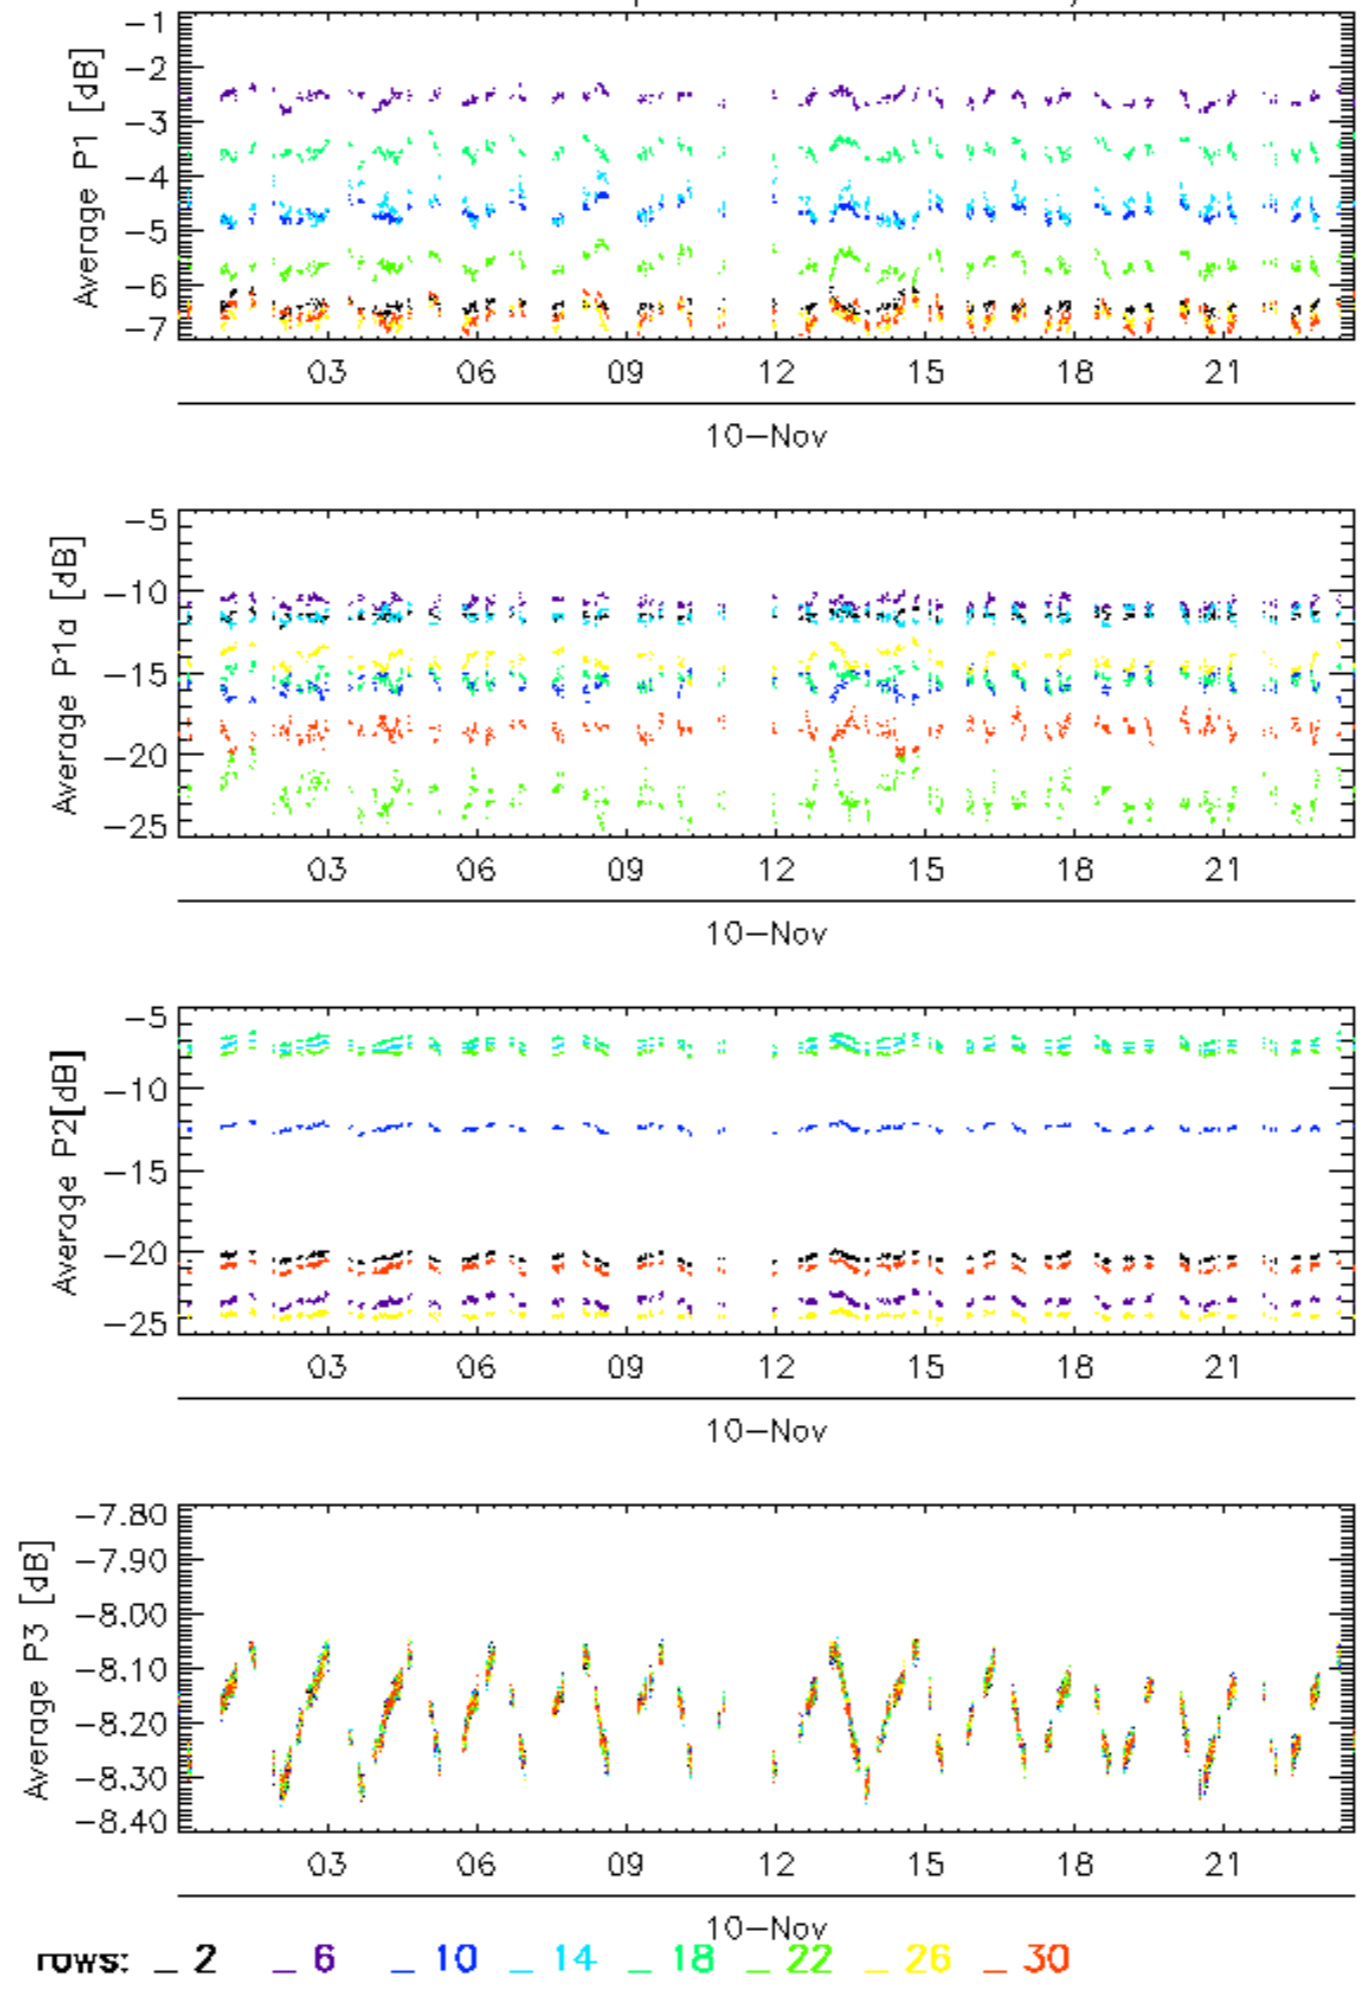 Average P1 [dB]
-1
-2
-3
-4
-5
-6
-7
03 06 09 12 15 18 21
10-Nov
Average P1a [dB]
-5
-10
-15
-20
-25
03 06 09 12 15 18 21
10-Nov
Average P2[dB]
-5
-10
-15
-20
-25
03 06 09 12 15 18 21
10-Nov
Average P3 [dB]
-7.80
-7.90
-8.00
-8.10
-8.20
-8.30
-8.40
03 06 09 12 15 18 21
10-Nov
rows: _ 2 _ 6 _ 10 _ 14 _ 18 _ 22 _ 26 _ 30